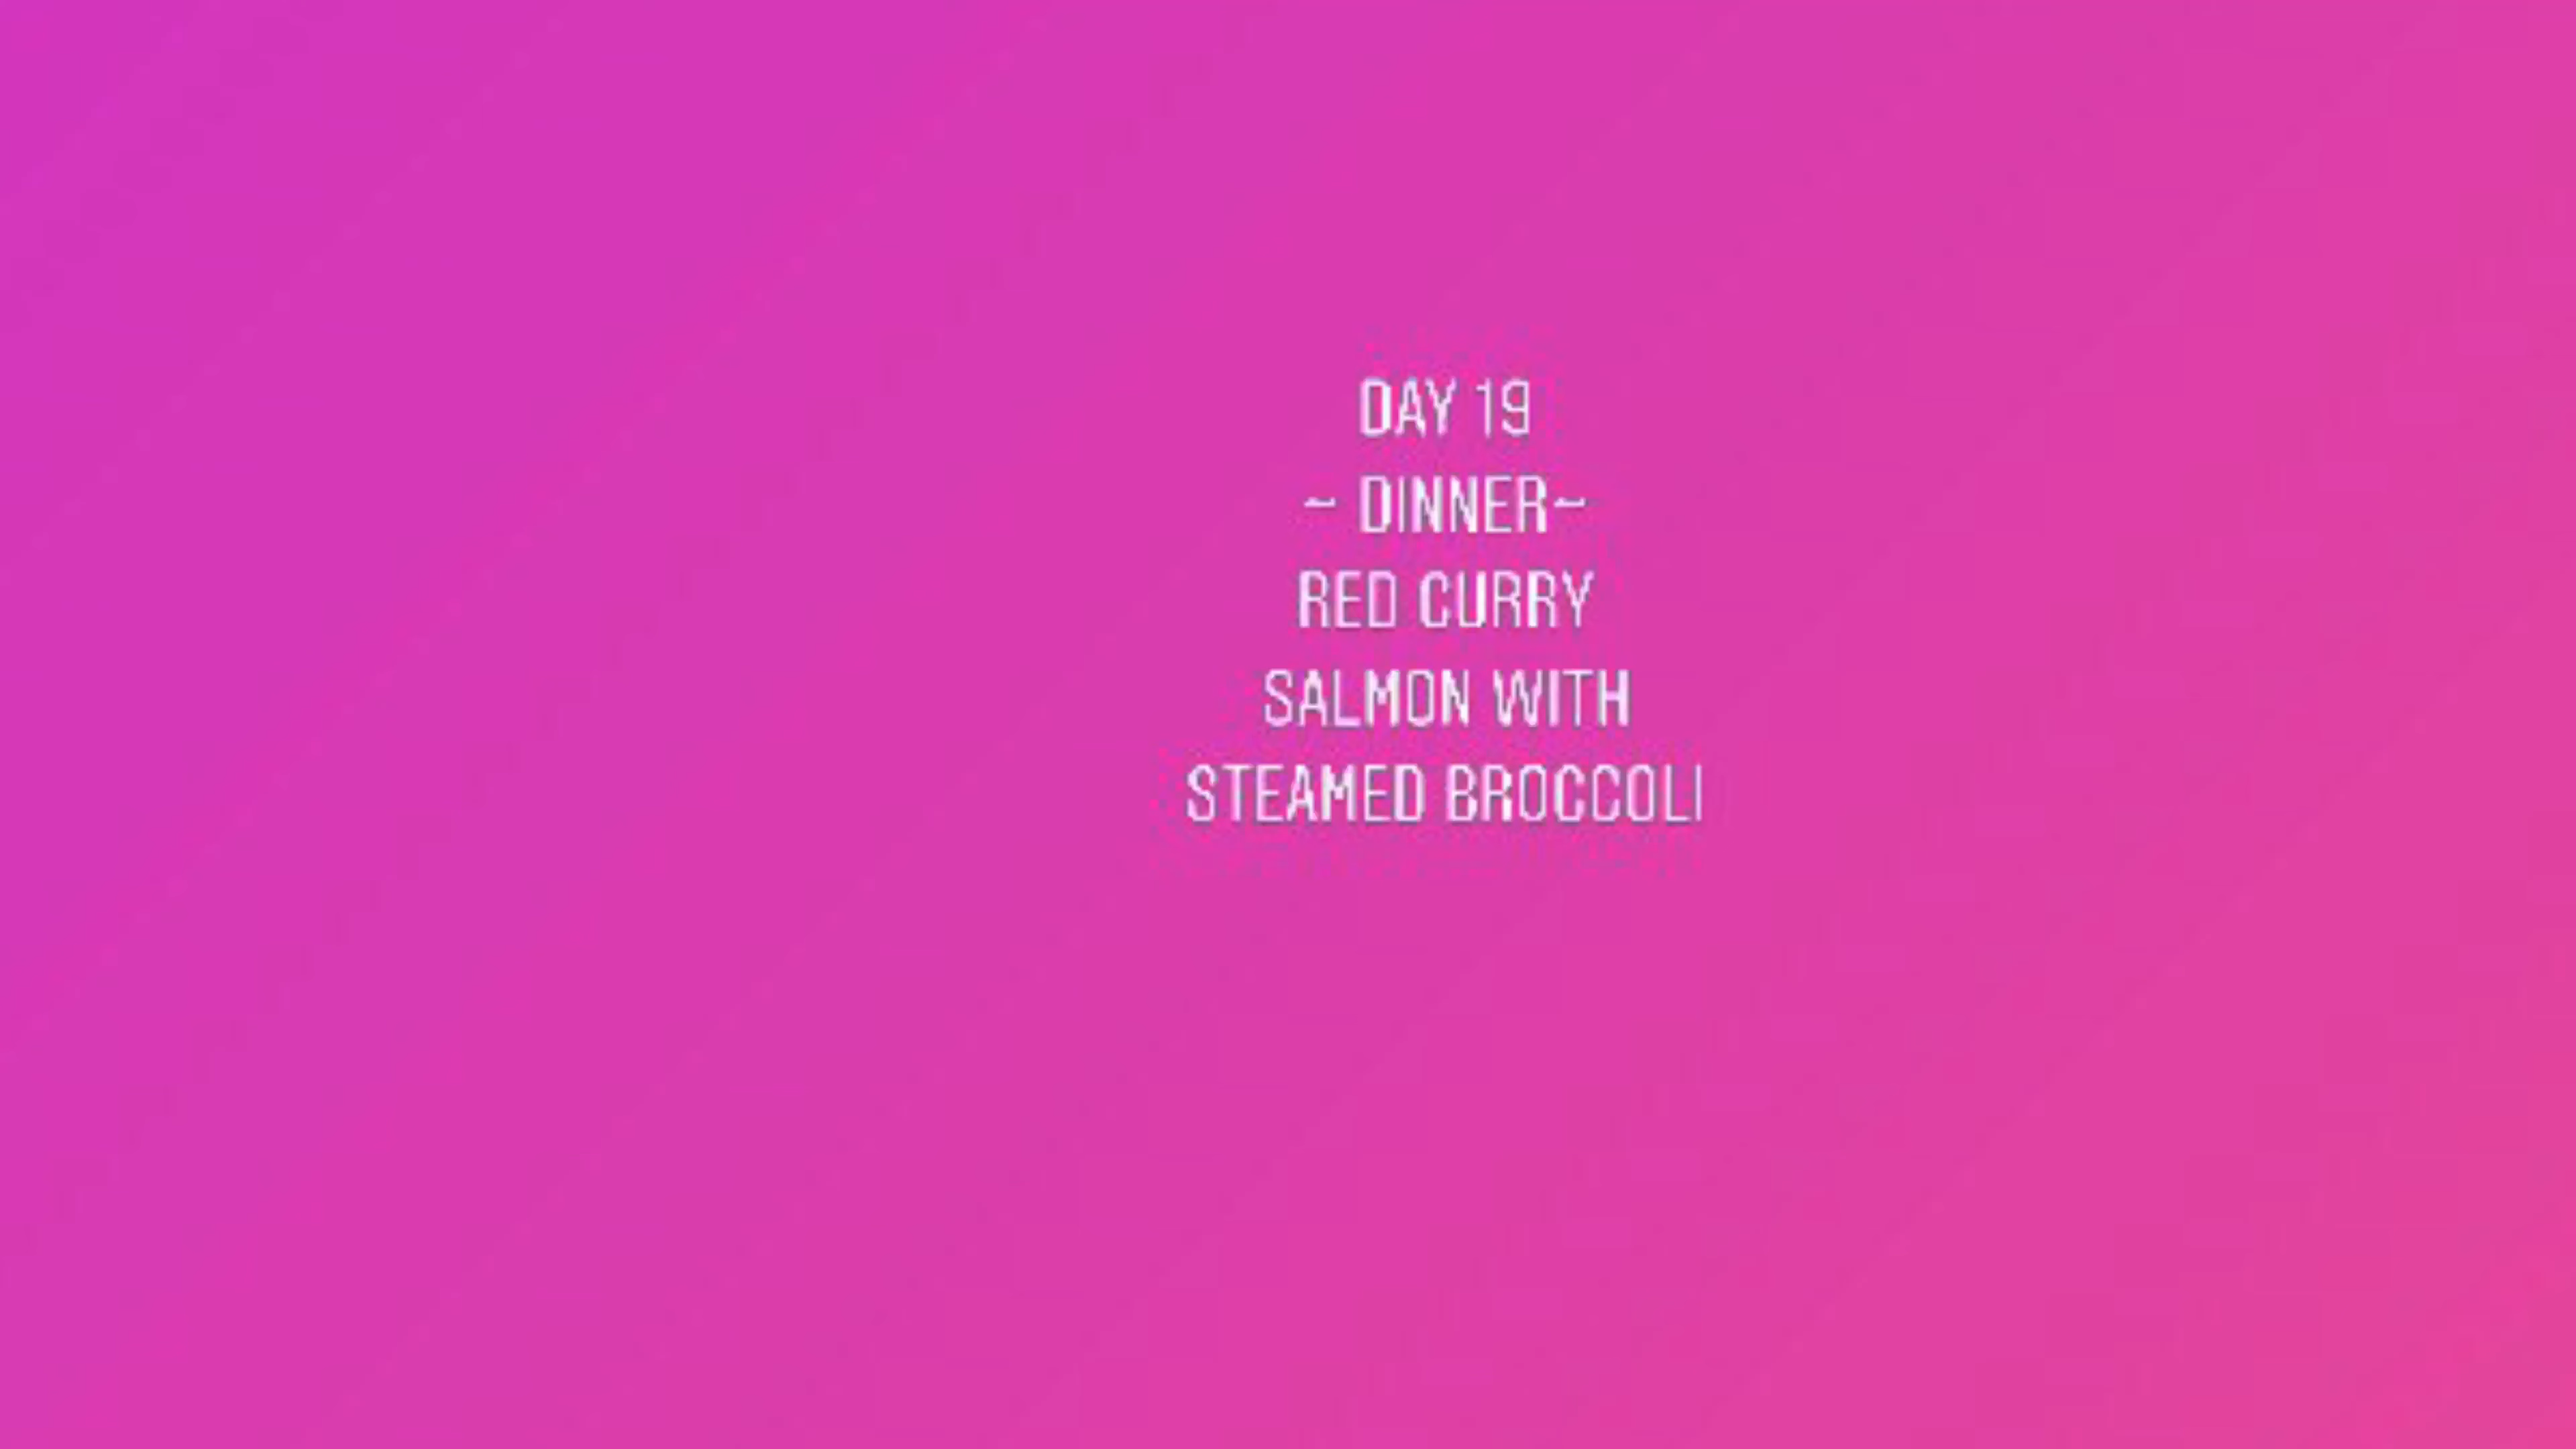 DAY 19
~ DINNER~
RED CURRY
SALMON WITH
STEAMED BROCCOLI